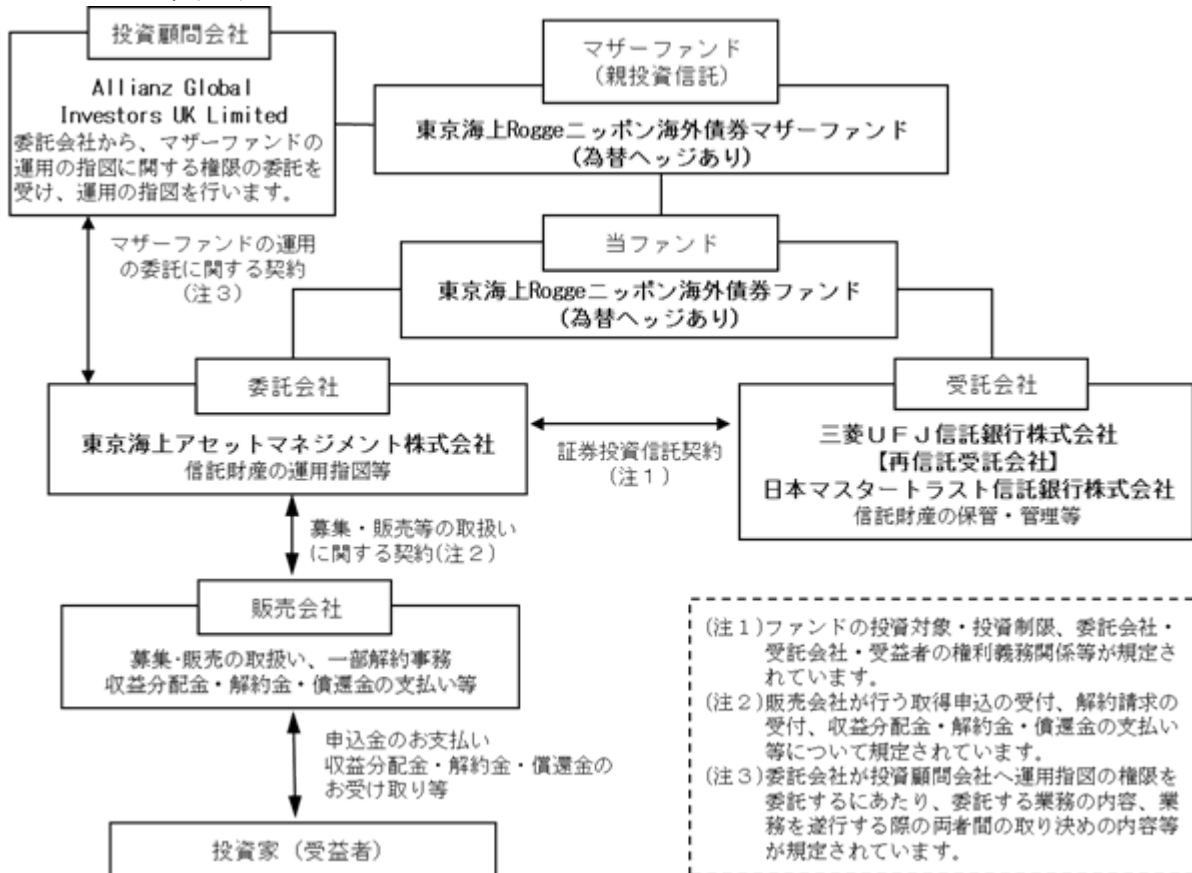 投資顧問会社
Allianz Global
Investors UK Limited
委託会社から、マザーファンドの
運用の指図に関する権限の委託を
受け、運用の指図を行います。
マザーファンド
(親投資信託)
東京海上Roggeニッポン海外債券マザーファンド
(為替ヘッジあり)
マザーファンドの運用
の委託に関する契約
(注3)
当ファンド
東京海上Roggeニッポン海外債券ファンド
(為替ヘッジあり)
委託会社
東京海上アセットマネジメント株式会社
信託財産の運用指図等
証券投資信託契約
(注1)
受託会社
三菱UFJ信託銀行株式会社
【再信託受託会社】
日本マスタートラスト信託銀行株式会社
信託財産の保管・管理等
募集・販売等の取扱い
に関する契約(注2)
販売会社
募集・販売の取扱い、一部解約事務
収益分配金・解約金・償還金の支払い等
申込金のお支払い
収益分配金・解約金・償還金の
お受け取り等
投資家(受益者)
(注1)ファンドの投資対象・投資制限、委託会社・
受託会社・受益者の権利義務関係等が規定さ
れています。
(注2)販売会社が行う取得申込の受付、解約請求の
受付、収益分配金・解約金・償還金の支払い
等について規定されています。
(注3)委託会社が投資顧問会社へ運用指図の権限を
委託するにあたり、委託する業務の内容、業
務を遂行する際の両者間の取り決めの内容等
が規定されています。